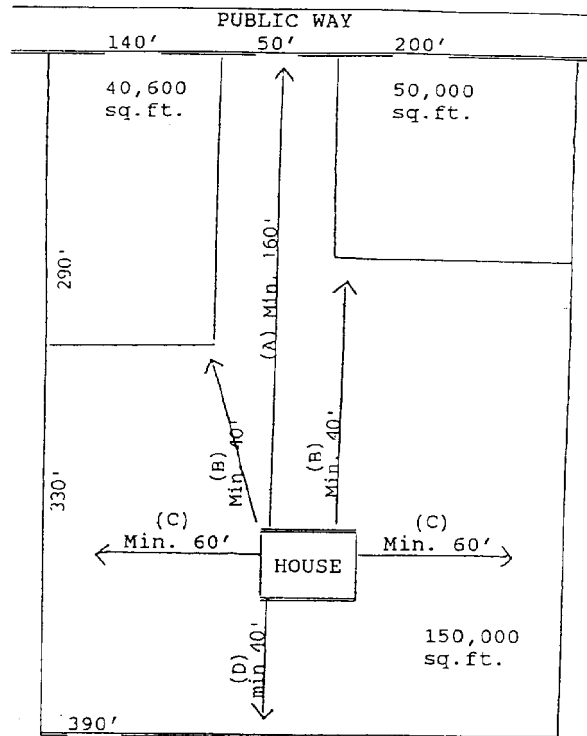 PUBLIC WAY
140' 50' 200'
40,600
sq.ft.
50,000
sq.ft.
290'
(A) Min. 160'
(B)
Min. 40'
(B)
Min. 40'
330'
(C)
Min. 60'
(C)
Min. 60'
HOUSE
(D)
min 40'
150,000
sq.ft.
390'